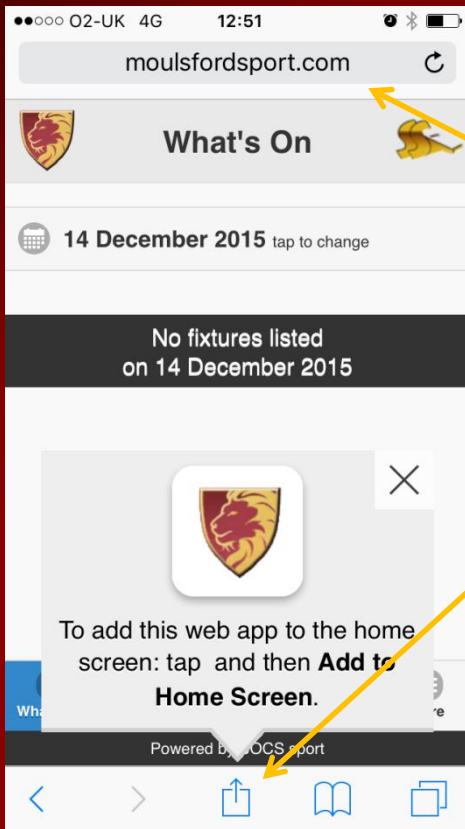 O2-UK 4G 12:51
moulsfordsport.com
What's On
14 December 2015 tap to change
No fixtures listed
on 14 December 2015
To add this web app to the home
screen: tap and then Add to
Home Screen.
Powered by SOCS sport